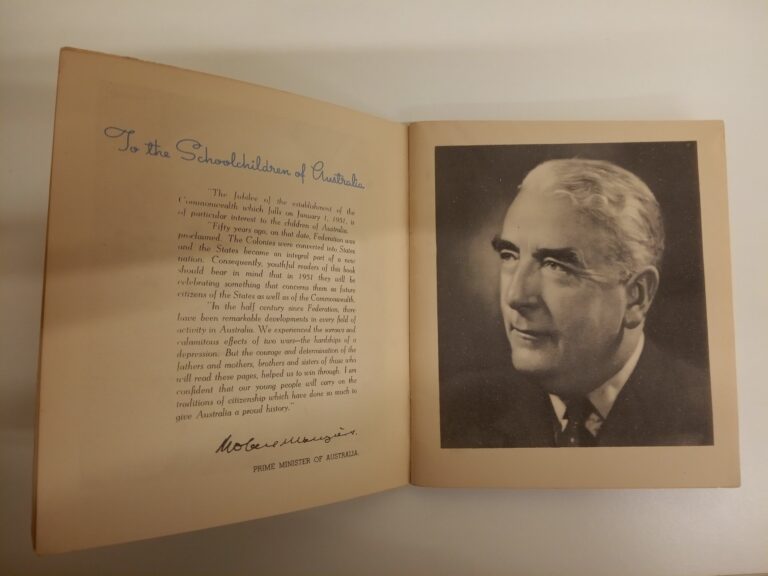 To the Schoolchildren of Australia
"The Jubilee of the establishment of the
Commonwealth which falls on January 1, 1951, is
of particular interest to the children of Australia.
"Fifty years ago, on that date, Federation was
proclaimed. The Colonies were converted into States
and the States became an integral part of a new
nation. Consequently, youthful readers of this book
should bear in mind that in 1951 they will be
celebrating something that concerns them as future
citizens of the States as well as of the Commonwealth.
"In the half century since Federation, there
have been remarkable developments in every field of
activity in Australia. We experienced the sorrows and
calamitous effects of two wars—the hardships of a
depression. But the courage and determination of the
fathers and mothers, brothers and sisters of those who
will read these pages, helped us to win through. I am
confident that our young people will carry on the
traditions of citizenship which have done so much to
give Australia a proud history."
Robert Menzies.
PRIME MINISTER OF AUSTRALIA.